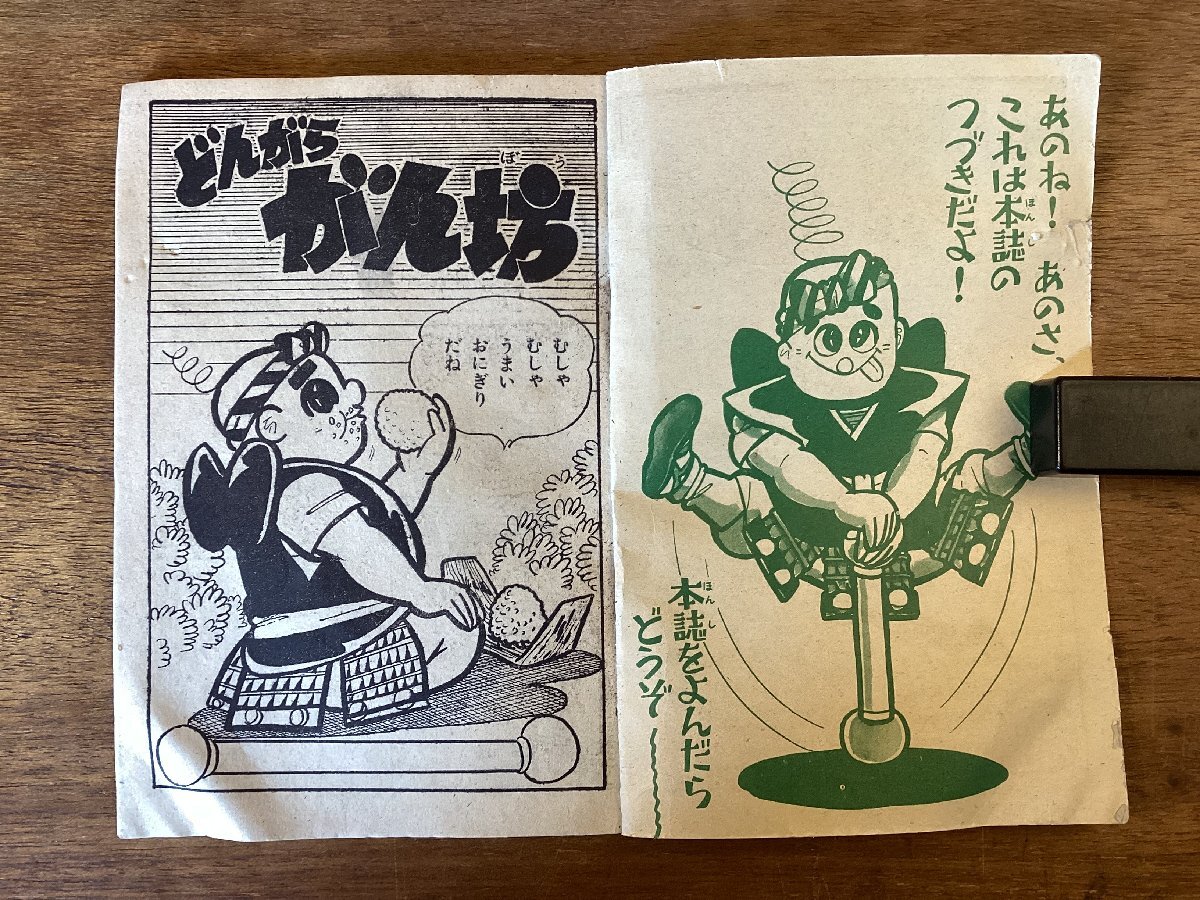 あのね! あのさ、
これは本誌の
つづきだよ!
本誌をよんだら
どうぞ〜
どんがら
がん坊
むしゃ
むしゃ
うまい
おにぎり
だね